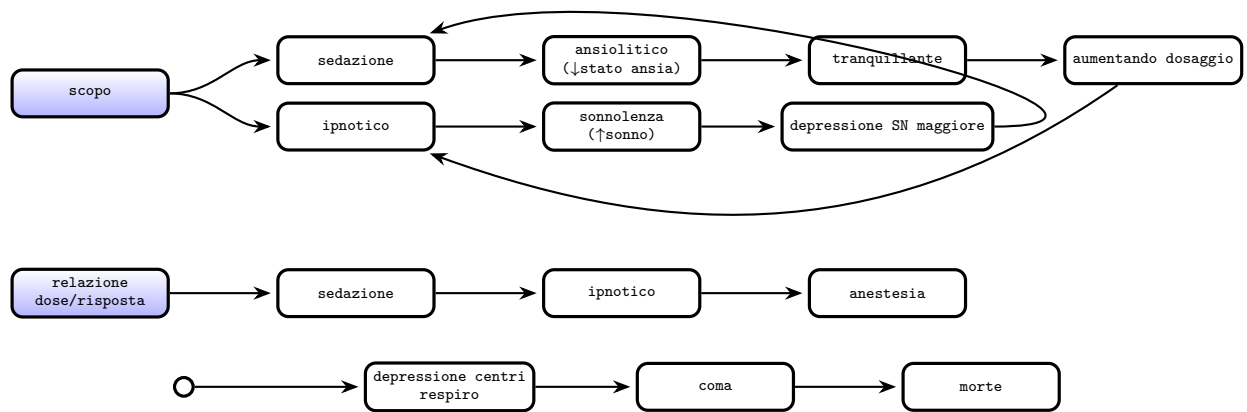 scopo
sedazione
ansiolitico
(↓stato ansia)
tranquillante
aumentando dosaggio
ipnotico
sonnolenza
(↑sonno)
depressione SN maggiore
relazione
dose/risposta
sedazione
ipnotico
anestesia
depressione centri
respiro
coma
morte